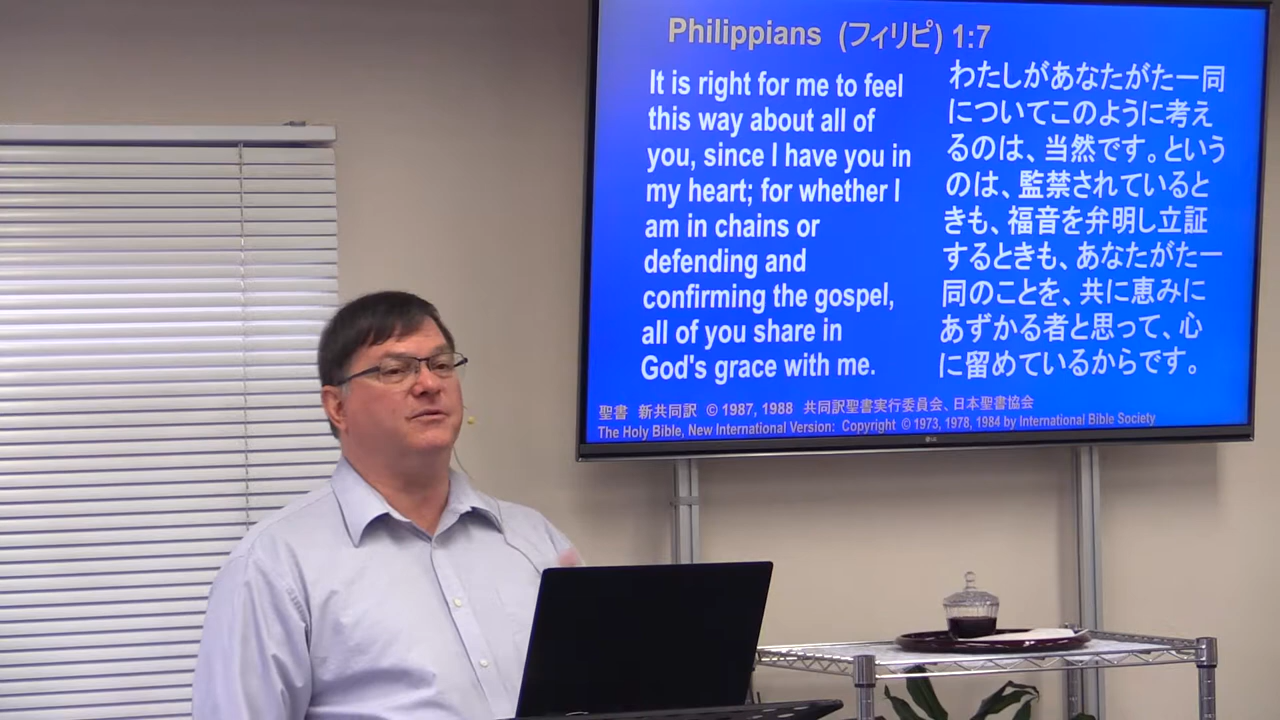 Philippians (フィリピ) 1:7
It is right for me to feel
this way about all of
you, since I have you in
my heart; for whether I
am in chains or
defending and
confirming the gospel,
all of you share in
God's grace with me.
わたしがあなたがた一同
についてこのように考え
るのは、当然です。という
のは、監禁されていると
きも、福音を弁明し立証
するときも、あなたがた一
同のことを、共に恵みに
あずかる者と思って、心
に留めているからです。
聖書 新共同訳 © 1987, 1988 共同訳聖書実行委員会、日本聖書協会
The Holy Bible, New International Version: Copyright © 1973, 1978, 1984 by International Bible Society
LG